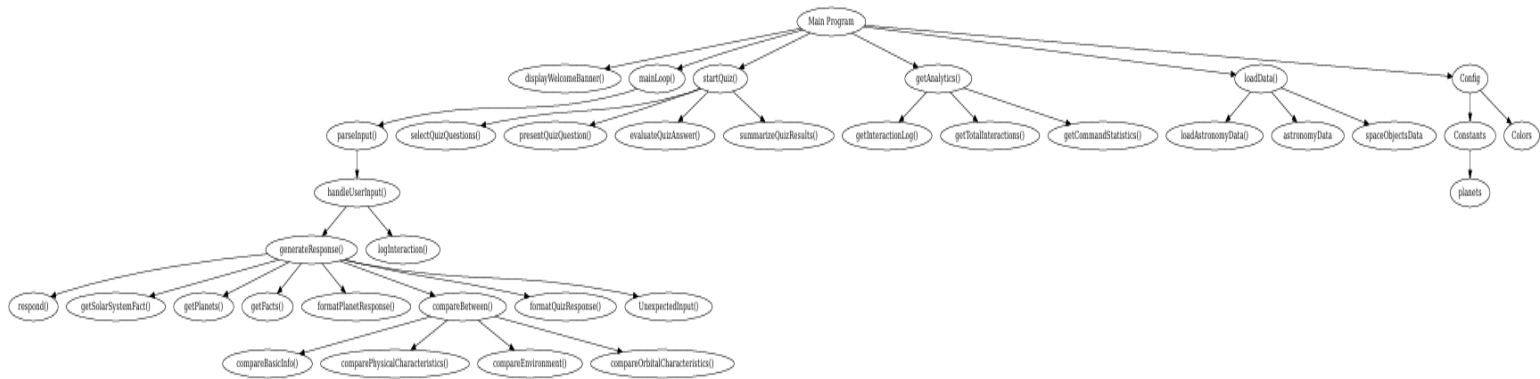 Main Program
displayWelcomeBanner()
mainLoop()
startQuiz()
getAnalytics()
loadData()
Config
parseInput()
selectQuizQuestions()
presentQuizQuestion()
evaluateQuizAnswer()
summarizeQuizResults()
getInteractionLog()
getTotalInteractions()
getCommandStatistics()
loadAstronomyData()
astronomyData
spaceObjectsData
Constants
Colors
handleUserInput()
planets
generateResponse()
logInteraction()
respond()
getSolarSystemFact()
getPlanets()
getFacts()
formatPlanetResponse()
compareBetween()
formatQuizResponse()
UnexpectedInput()
compareBasicInfo()
comparePhysicalCharacteristics()
compareEnvironment()
compareOrbitalCharacteristics()